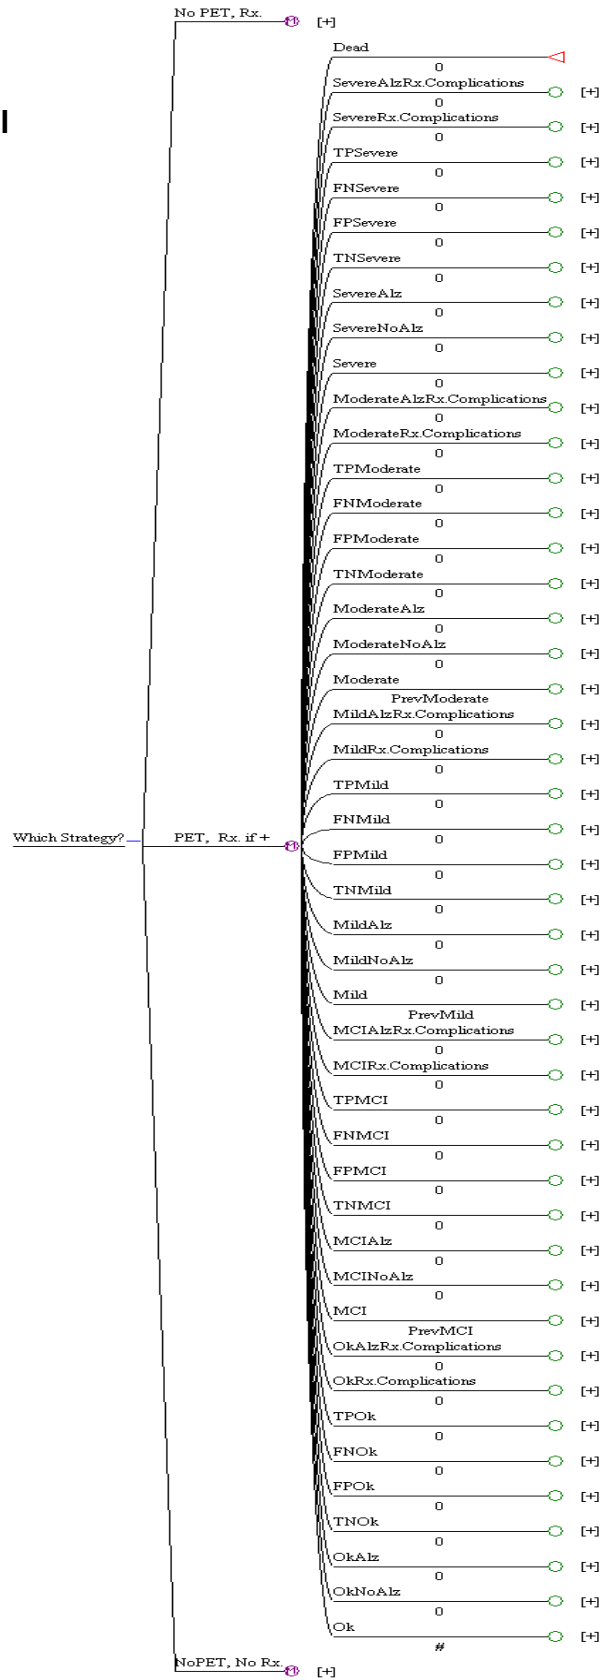 No PET, Rx.
[+]
Dead
0
SevereAlzRx.Complications
[+]
0
l
SevereRx.Complications
[+]
0
TPSevere
[+]
0
FNSevere
[+]
0
FPSevere
[+]
0
TNSevere
[+]
0
SevereAlz
[+]
0
SevereNoAlz
[+]
0
Severe
[+]
0
ModerateAlzRx.Complications
[+]
0
ModerateRx.Complications
[+]
0
TPModerate
[+]
0
FNModerate
[+]
0
FPModerate
[+]
0
TNModerate
[+]
0
ModerateAlz
[+]
0
ModerateNoAlz
[+]
0
Moderate
[+]
PrevModerate
MildAlzRx.Complications
[+]
0
MildRx.Complications
[+]
0
TPMild
[+]
0
FNMild
[+]
0
Which Strategy?
PET, Rx. if +
FPMild
[+]
0
TNMild
[+]
0
MildAlz
[+]
0
MildNoAlz
[+]
0
Mild
[+]
PrevMild
MCIAlzRx.Complications
[+]
0
MCIRx.Complications
[+]
0
TPMCI
[+]
0
FNMCI
[+]
0
FPMCI
[+]
0
TNMCI
[+]
0
MCIAlz
[+]
0
MCINoAlz
[+]
0
MCI
[+]
PrevMCI
OkAlzRx.Complications
[+]
0
OkRx.Complications
[+]
0
TPOk
[+]
0
FNOk
[+]
0
FPOk
[+]
0
TNOk
[+]
0
OkAlz
[+]
0
OkNoAlz
[+]
0
Ok
[+]
#
NoPET, No Rx.
[+]